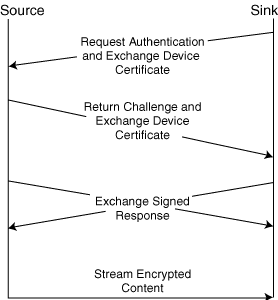 Source
Sink
Request Authentication
and Exchange Device
Certificate
Return Challenge and
Exchange Device
Certificate
Exchange Signed
Response
Stream Encrypted
Content